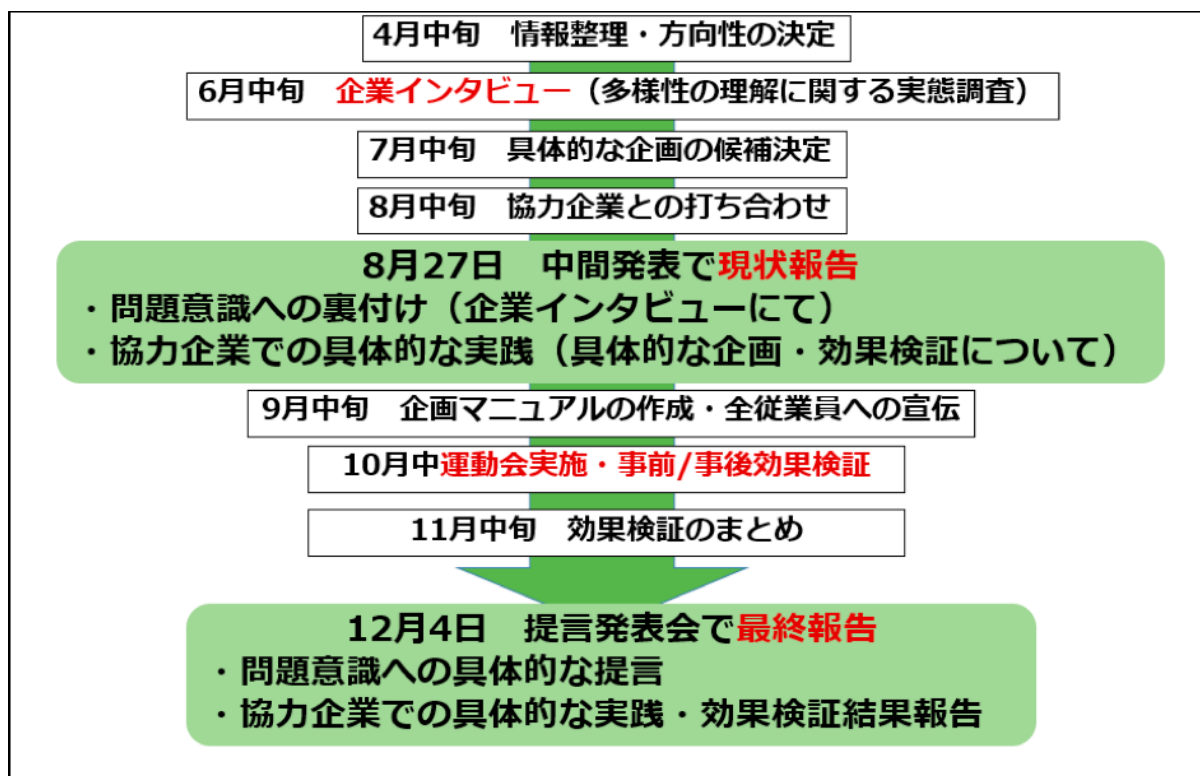 4月中旬　情報整理・方向性の決定
6月中旬　企業インタビュー（多様性の理解に関する実態調査）
7月中旬　具体的な企画の候補決定
8月中旬　協力企業との打ち合わせ
8月27日　中間発表で現状報告
・問題意識への裏付け（企業インタビューにて）
・協力企業での具体的な実践（具体的な企画・効果検証について）
9月中旬　企画マニュアルの作成・全従業員への宣伝
10月中運動会実施・事前/事後効果検証
11月中旬　効果検証のまとめ
12月4日　提言発表会で最終報告
・問題意識への具体的な提言
・協力企業での具体的な実践・効果検証結果報告